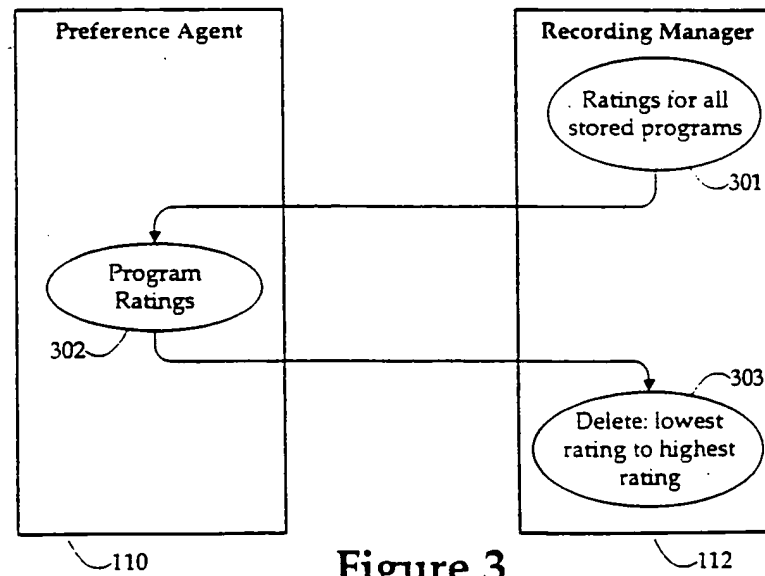 Preference Agent
Recording Manager
Ratings for all
stored programs
301
Program
Ratings
302
303
Delete: lowest
rating to highest
rating
110
Figure 3
112